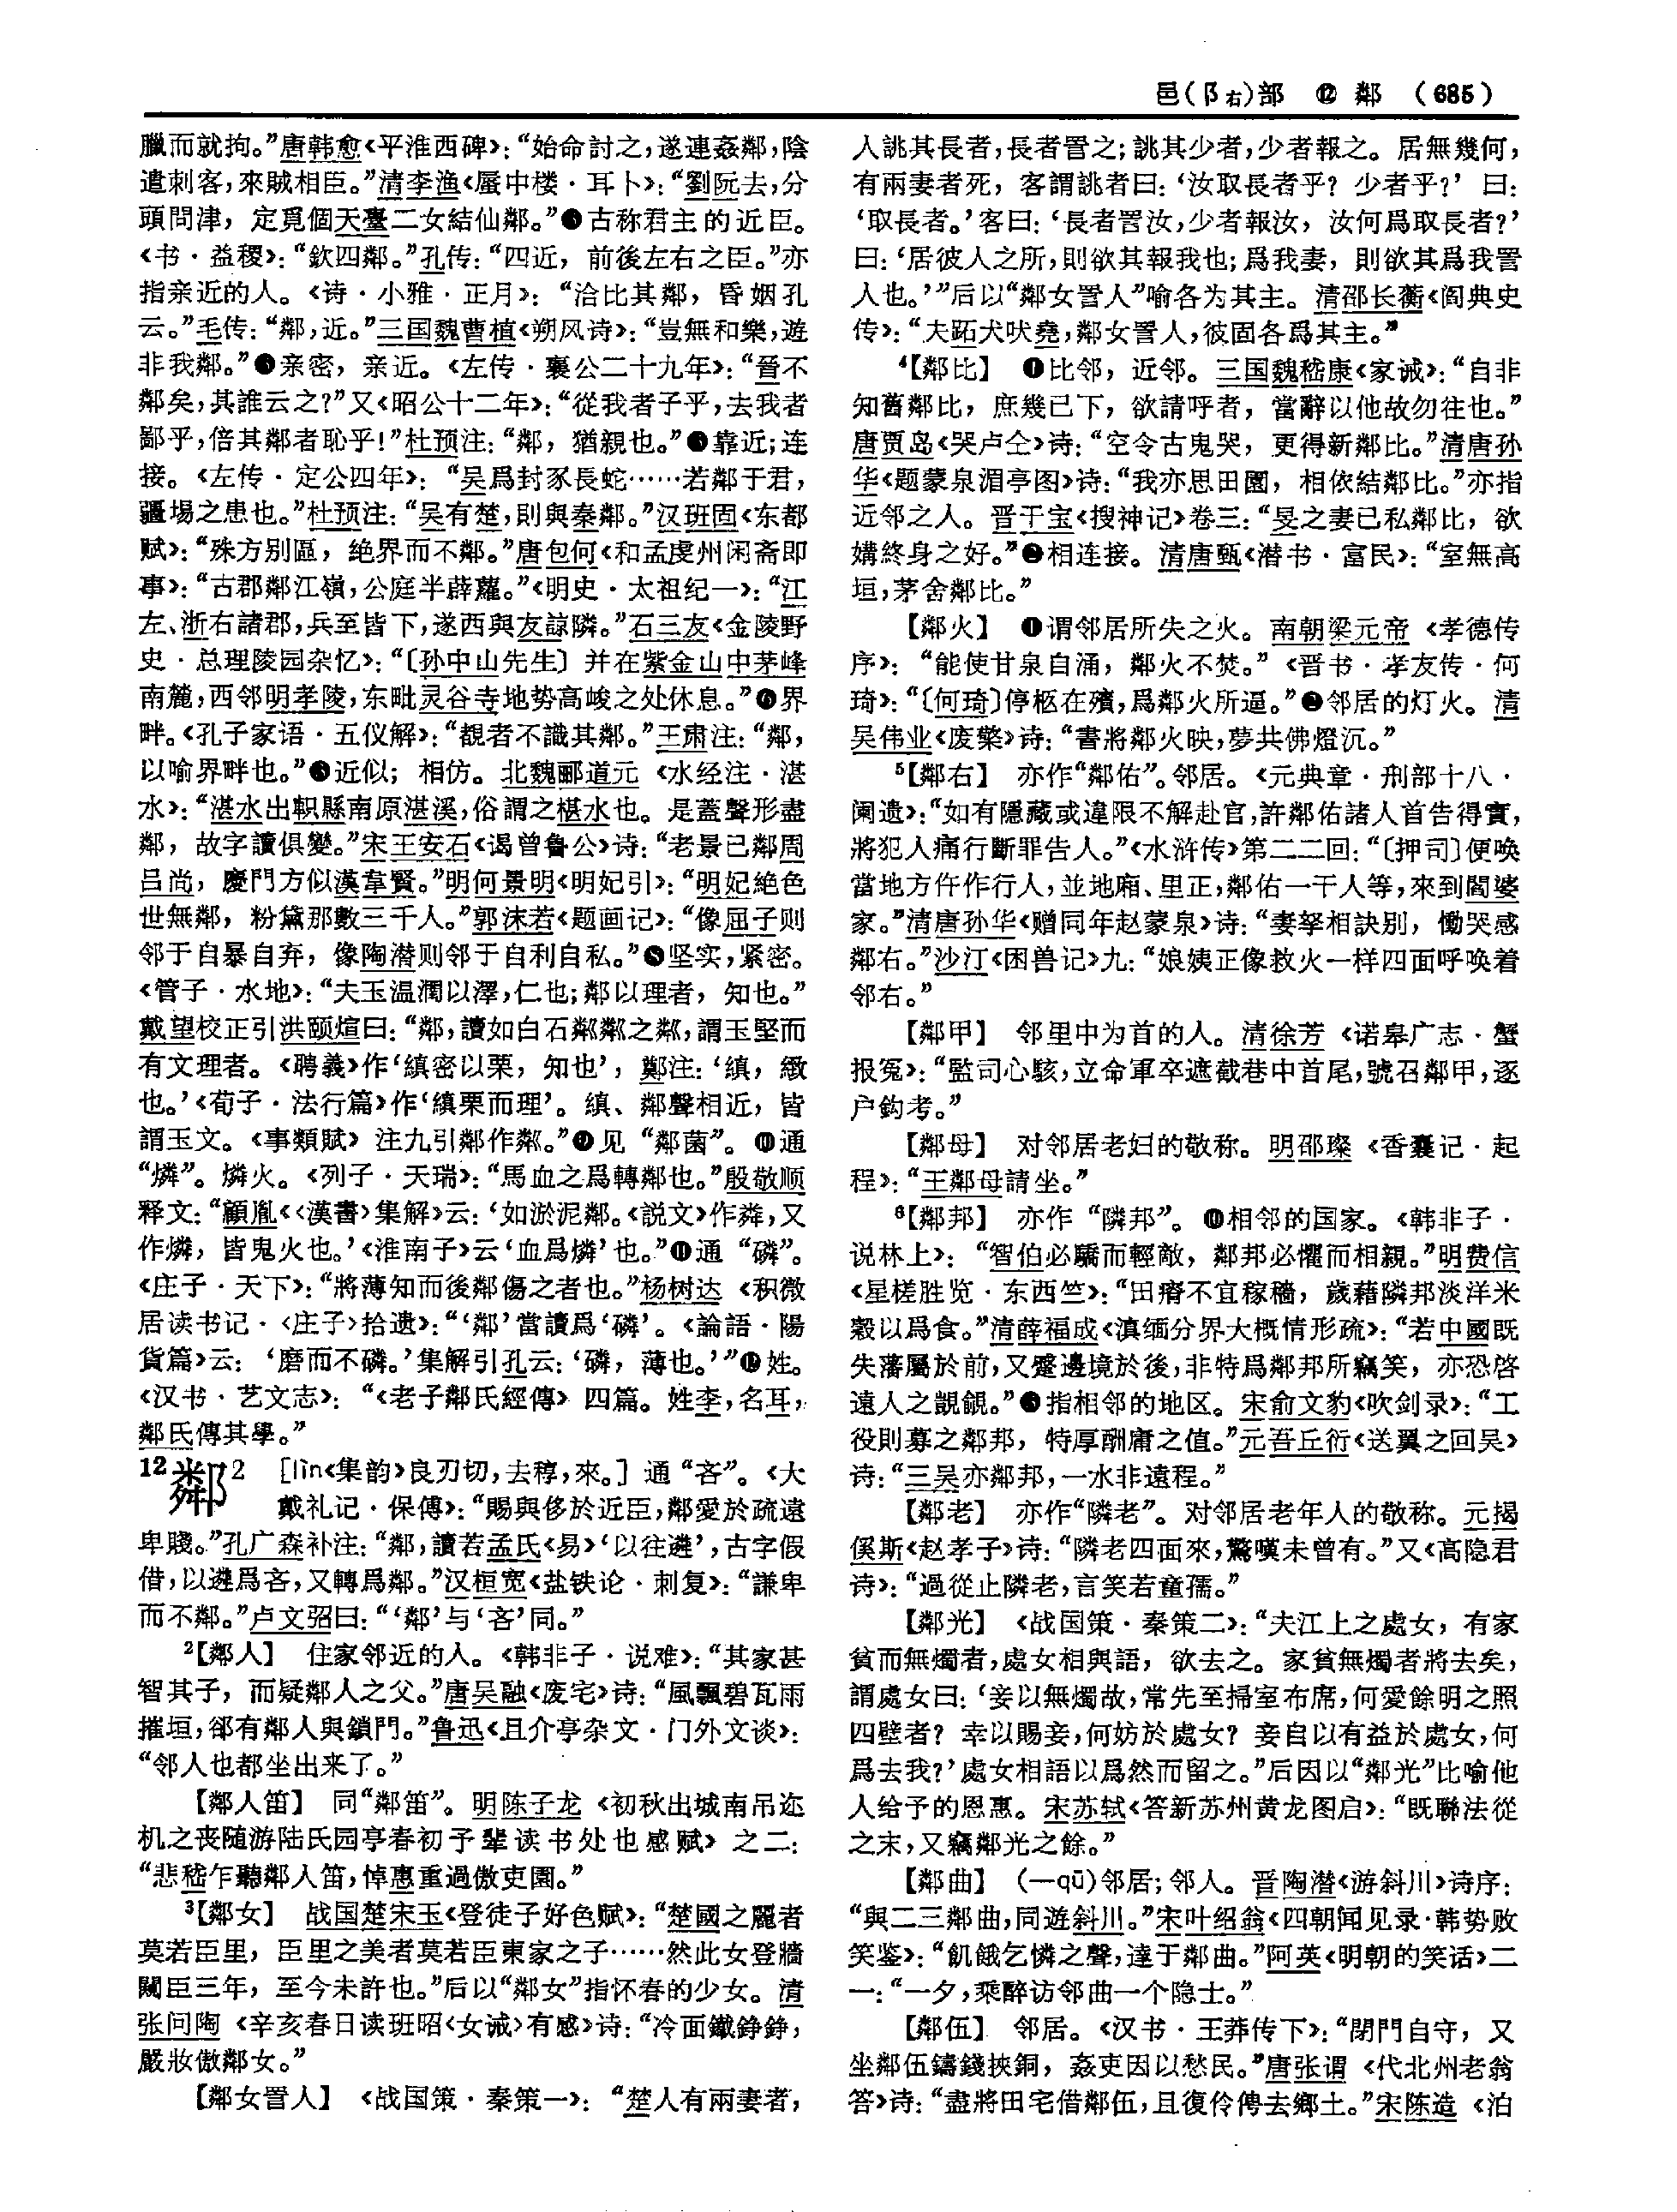 邑(阝右)部 ⑫ 鄰 (685)
臘而就拘。”唐韩愈《平淮西碑》：“始命討之，遂連姦鄰，陰
遣刺客，來賊相臣。”清李渔《蜃中楼·耳卜》：“劉阮去，分
頭問津，定覓個天臺二女結仙鄰。”❸古称君主的近臣。
《书·益稷》：“欽四鄰。”孔传：“四近，前後左右之臣。”亦
指亲近的人。《诗·小雅·正月》：“洽比其鄰，昏姻孔
云。”毛传：“鄰，近。”三国魏曹植《朔风诗》：“豈無和樂，遊
非我鄰。”❹亲密，亲近。《左传·襄公二十九年》：“晉不
鄰矣，其誰云之？”又《昭公十二年》：“從我者子乎，去我者
鄙乎，倍其鄰者恥乎！”杜预注：“鄰，猶親也。”❺靠近；连
接。《左传·定公四年》：“吴爲封豕長蛇……若鄰于君，
疆埸之患也。”杜预注：“吴有楚，則與秦鄰。”汉班固《东都
赋》：“殊方别區，绝界而不鄰。”唐包何《和孟虔州闲斋即
事》：“古郡鄰江嶺，公庭半薜蘿。”《明史·太祖纪一》：“江
左、浙右諸郡，兵至皆下，遂西與友諒隣。”石三友《金陵野
史·总理陵园杂忆》：“〔孙中山先生〕并在紫金山中茅峰
南麓，西邻明孝陵，东毗灵谷寺地势高峻之处休息。”❻界
畔。《孔子家语·五仪解》：“覩者不識其鄰。”王肃注：“鄰，
以喻界畔也。”❼近似；相仿。北魏郦道元《水经注·湛
水》：“湛水出軹縣南原湛溪，俗謂之椹水也。是蓋聲形盡
鄰，故字讀俱變。”宋王安石《谒曾鲁公》诗：“老景已鄰周
吕尚，慶門方似漢韋賢。”明何景明《明妃引》：“明妃絶色
世無鄰，粉黛那數三千人。”郭沫若《题画记》：“像屈子则
邻于自暴自弃，像陶潜则邻于自利自私。”❽坚实，紧密。
《管子·水地》：“夫玉温潤以澤，仁也；鄰以理者，知也。”
戴望校正引洪颐煊曰：“鄰，讀如白石粼粼之粼，謂玉堅而
有文理者。《聘義》作‘縝密以栗，知也’，鄭注：‘縝，緻
也。’《荀子·法行篇》作‘縝栗而理’。縝、鄰聲相近，皆
謂玉文。《事類賦》注九引鄰作粼。”❾见“鄰菌”。❿通
“燐”。燐火。《列子·天瑞》：“馬血之爲轉鄰也。”殷敬顺
释文：“顧胤《〈漢書〉集解》云：‘如淤泥鄰。《説文》作粦，又
作燐，皆鬼火也。’《淮南子》云‘血爲燐’也。”⓫通“磷”。
《庄子·天下》：“將薄知而後鄰傷之者也。”杨树达《积微
居读书记·〈庄子〉拾遗》：“‘鄰’當讀爲‘磷’。《論語·陽
貨篇》云：‘磨而不磷。’集解引孔云：‘磷，薄也。’”⓬姓。
《汉书·艺文志》：“《老子鄰氏經傳》四篇。姓李，名耳，
鄰氏傳其學。”
12鄰2 [lìn《集韵》良刃切，去稕，來。]通“吝”。《大
戴礼记·保傅》：“賜與侈於近臣，鄰愛於疏遠
卑賤。”孔广森补注：“鄰，讀若孟氏《易》‘以往遴’，古字假
借，以遴爲吝，又轉爲鄰。”汉桓宽《盐铁论·刺复》：“謙卑
而不鄰。”卢文弨曰：“‘鄰’与‘吝’同。”
2【鄰人】 住家邻近的人。《韩非子·说难》：“其家甚
智其子，而疑鄰人之父。”唐吴融《废宅》诗：“風飄碧瓦雨
摧垣，郤有鄰人與鎖門。”鲁迅《且介亭杂文·门外文谈》：
“邻人也都坐出来了。”
【鄰人笛】 同“鄰笛”。明陈子龙《初秋出城南吊迩
机之丧随游陆氏园亭春初予辈读书处也感赋》之二：
“悲嵇乍聽鄰人笛，悼惠重過傲吏園。”
3【鄰女】 战国楚宋玉《登徒子好色赋》：“楚國之麗者
莫若臣里，臣里之美者莫若臣東家之子……然此女登牆
闚臣三年，至今未許也。”后以“鄰女”指怀春的少女。清
张问陶《辛亥春日读班昭〈女诫〉有感》诗：“冷面鐵錚錚，
嚴妝傲鄰女。”
【鄰女詈人】 《战国策·秦策一》：“楚人有兩妻者，
人誂其長者，長者詈之；誂其少者，少者報之。居無幾何，
有兩妻者死，客謂誂者曰：‘汝取長者乎？少者乎？’曰：
‘取長者。’客曰：‘長者詈汝，少者報汝，汝何爲取長者？’
曰：‘居彼人之所，則欲其報我也；爲我妻，則欲其爲我詈
人也。’”后以“鄰女詈人”喻各为其主。清邵长蘅《阎典史
传》：“夫跖犬吠堯，鄰女詈人，彼固各爲其主。”
4【鄰比】 ❶比邻，近邻。三国魏嵇康《家诫》：“自非
知舊鄰比，庶幾已下，欲請呼者，當辭以他故勿往也。”
唐贾岛《哭卢仝》诗：“空令古鬼哭，更得新鄰比。”清唐孙
华《题蒙泉湄亭图》诗：“我亦思田園，相依結鄰比。”亦指
近邻之人。晋干宝《搜神记》卷三：“旻之妻已私鄰比，欲
媾終身之好。”❷相连接。清唐甄《潜书·富民》：“室無高
垣，茅舍鄰比。”
【鄰火】 ❶谓邻居所失之火。南朝梁元帝《孝德传
序》：“能使甘泉自涌，鄰火不焚。”《晋书·孝友传·何
琦》：“〔何琦〕停柩在殯，爲鄰火所逼。”❷邻居的灯火。清
吴伟业《废檠》诗：“書將鄰火映，夢共佛燈沉。”
5【鄰右】 亦作“鄰佑”。邻居。《元典章·刑部十八·
阑遗》：“如有隱藏或違限不解赴官，許鄰佑諸人首告得實，
將犯人痛行斷罪告人。”《水浒传》第二二回：“〔押司〕便唤
當地方仵作行人，並地廂、里正，鄰佑一干人等，來到閻婆
家。”清唐孙华《赠同年赵蒙泉》诗：“妻孥相訣別，慟哭感
鄰右。”沙汀《困兽记》九：“娘姨正像救火一样四面呼唤着
邻右。”
【鄰甲】 邻里中为首的人。清徐芳《诺皋广志·蟹
报冤》：“監司心駭，立命軍卒遮截巷中首尾，號召鄰甲，逐
户鈎考。”
【鄰母】 对邻居老妇的敬称。明邵璨《香囊记·起
程》：“王鄰母請坐。”
6【鄰邦】 亦作“隣邦”。❶相邻的国家。《韩非子·
说林上》：“智伯必驕而輕敵，鄰邦必懼而相親。”明费信
《星槎胜览·东西竺》：“田瘠不宜稼穡，歲藉隣邦淡洋米
穀以爲食。”清薛福成《滇缅分界大概情形疏》：“若中國既
失藩屬於前，又蹙邊境於後，非特爲鄰邦所竊笑，亦恐啓
遠人之覬覦。”❷指相邻的地区。宋俞文豹《吹剑录》：“工
役則募之鄰邦，特厚酬庸之值。”元吾丘衍《送翼之回吴》
诗：“三吴亦鄰邦，一水非遠程。”
【鄰老】 亦作“隣老”。对邻居老年人的敬称。元揭
傒斯《赵孝子》诗：“隣老四面來，驚嘆未曾有。”又《高隐君
诗》：“過從止隣老，言笑若童孺。”
【鄰光】 《战国策·秦策二》：“夫江上之處女，有家
貧而無燭者，處女相與語，欲去之。家貧無燭者將去矣，
謂處女曰：‘妾以無燭故，常先至掃室布席，何愛餘明之照
四壁者？幸以賜妾，何妨於處女？妾自以有益於處女，何
爲去我？’處女相語以爲然而留之。”后因以“鄰光”比喻他
人给予的恩惠。宋苏轼《答新苏州黄龙图启》：“既聯法從
之末，又竊鄰光之餘。”
【鄰曲】 (—qū)邻居；邻人。晋陶潜《游斜川》诗序：
“與二三鄰曲，同遊斜川。”宋叶绍翁《四朝闻见录·韩势败
笑鉴》：“飢餓乞憐之聲，達于鄰曲。”阿英《明朝的笑话》二
一：“一夕，乘醉访邻曲一个隐士。”
【鄰伍】 邻居。《汉书·王莽传下》：“閉門自守，又
坐鄰伍鑄錢挾銅，姦吏因以愁民。”唐张谓《代北州老翁
答》诗：“盡將田宅借鄰伍，且復伶俜去鄉土。”宋陈造《泊